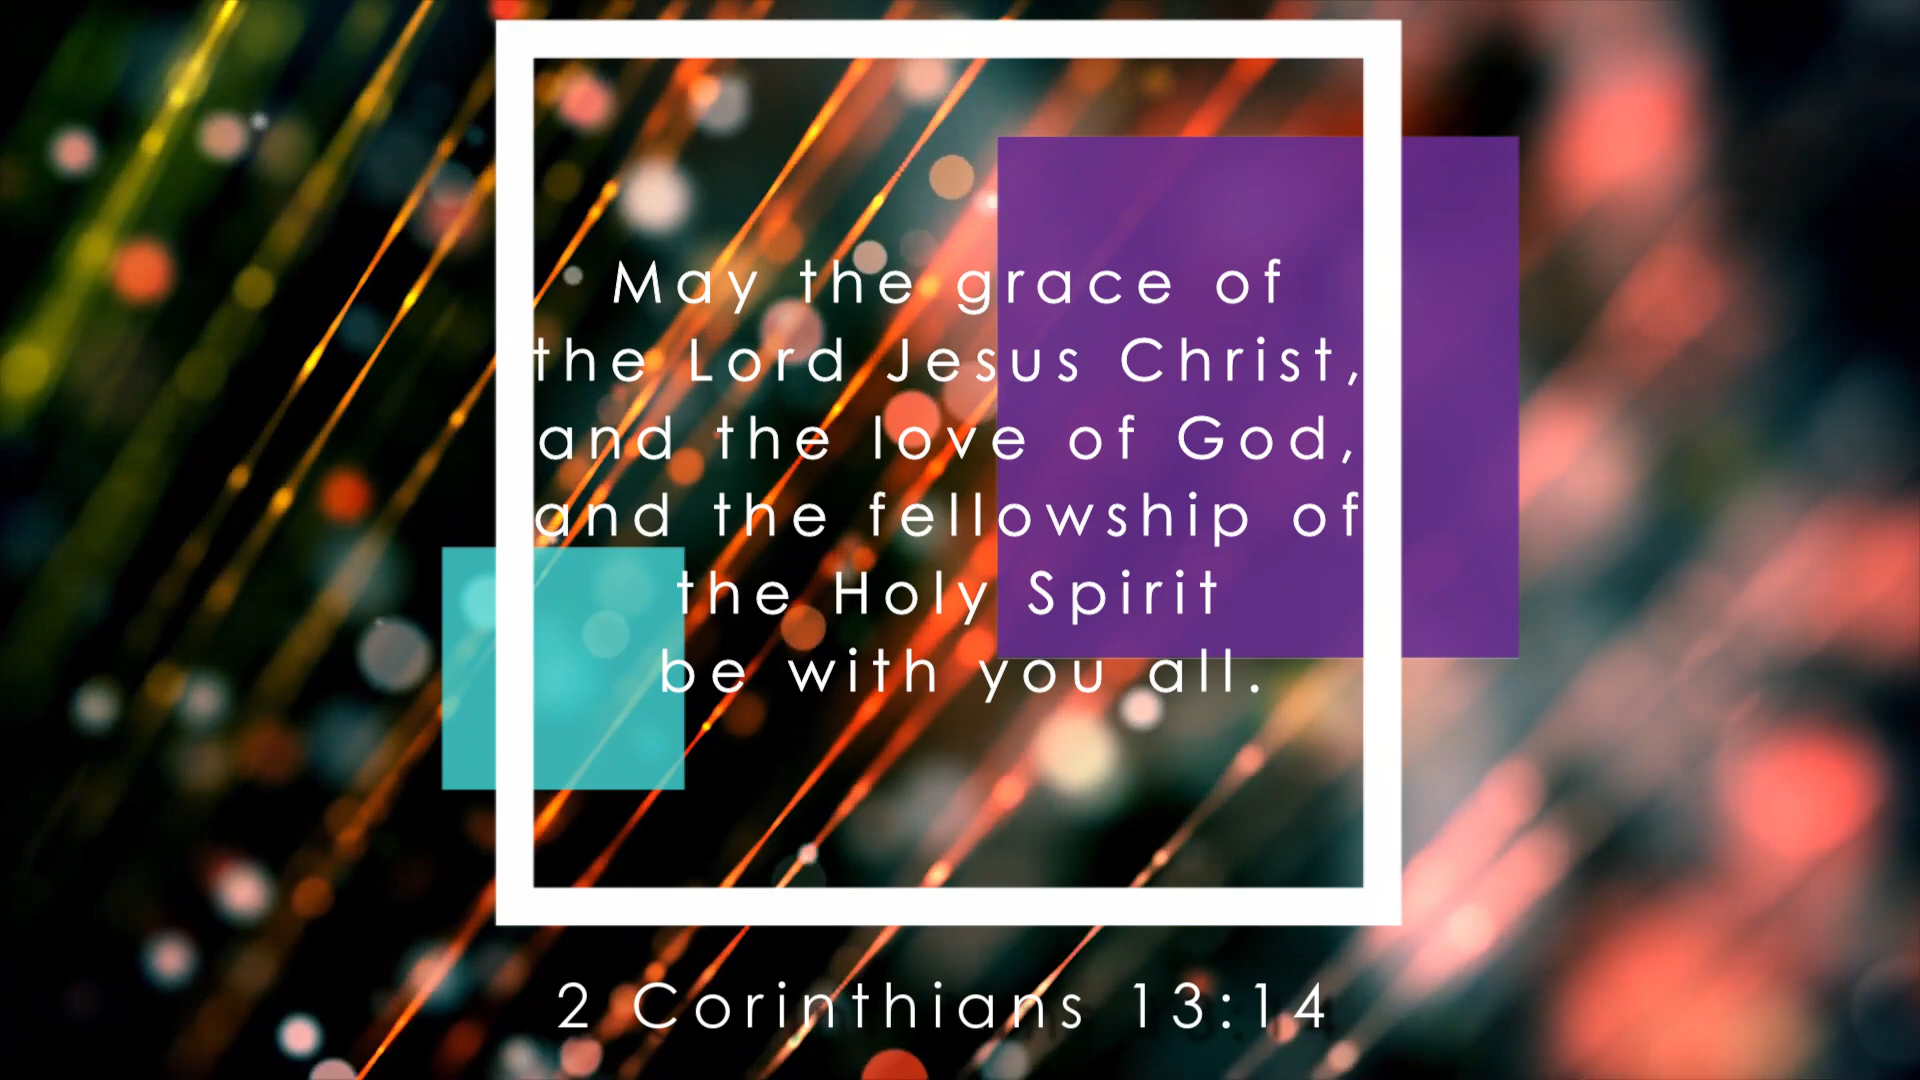 May the grace of
the Lord Jesus Christ,
and the love of God,
and the fellowship of
the Holy Spirit
be with you all.
2 Corinthians 13:14